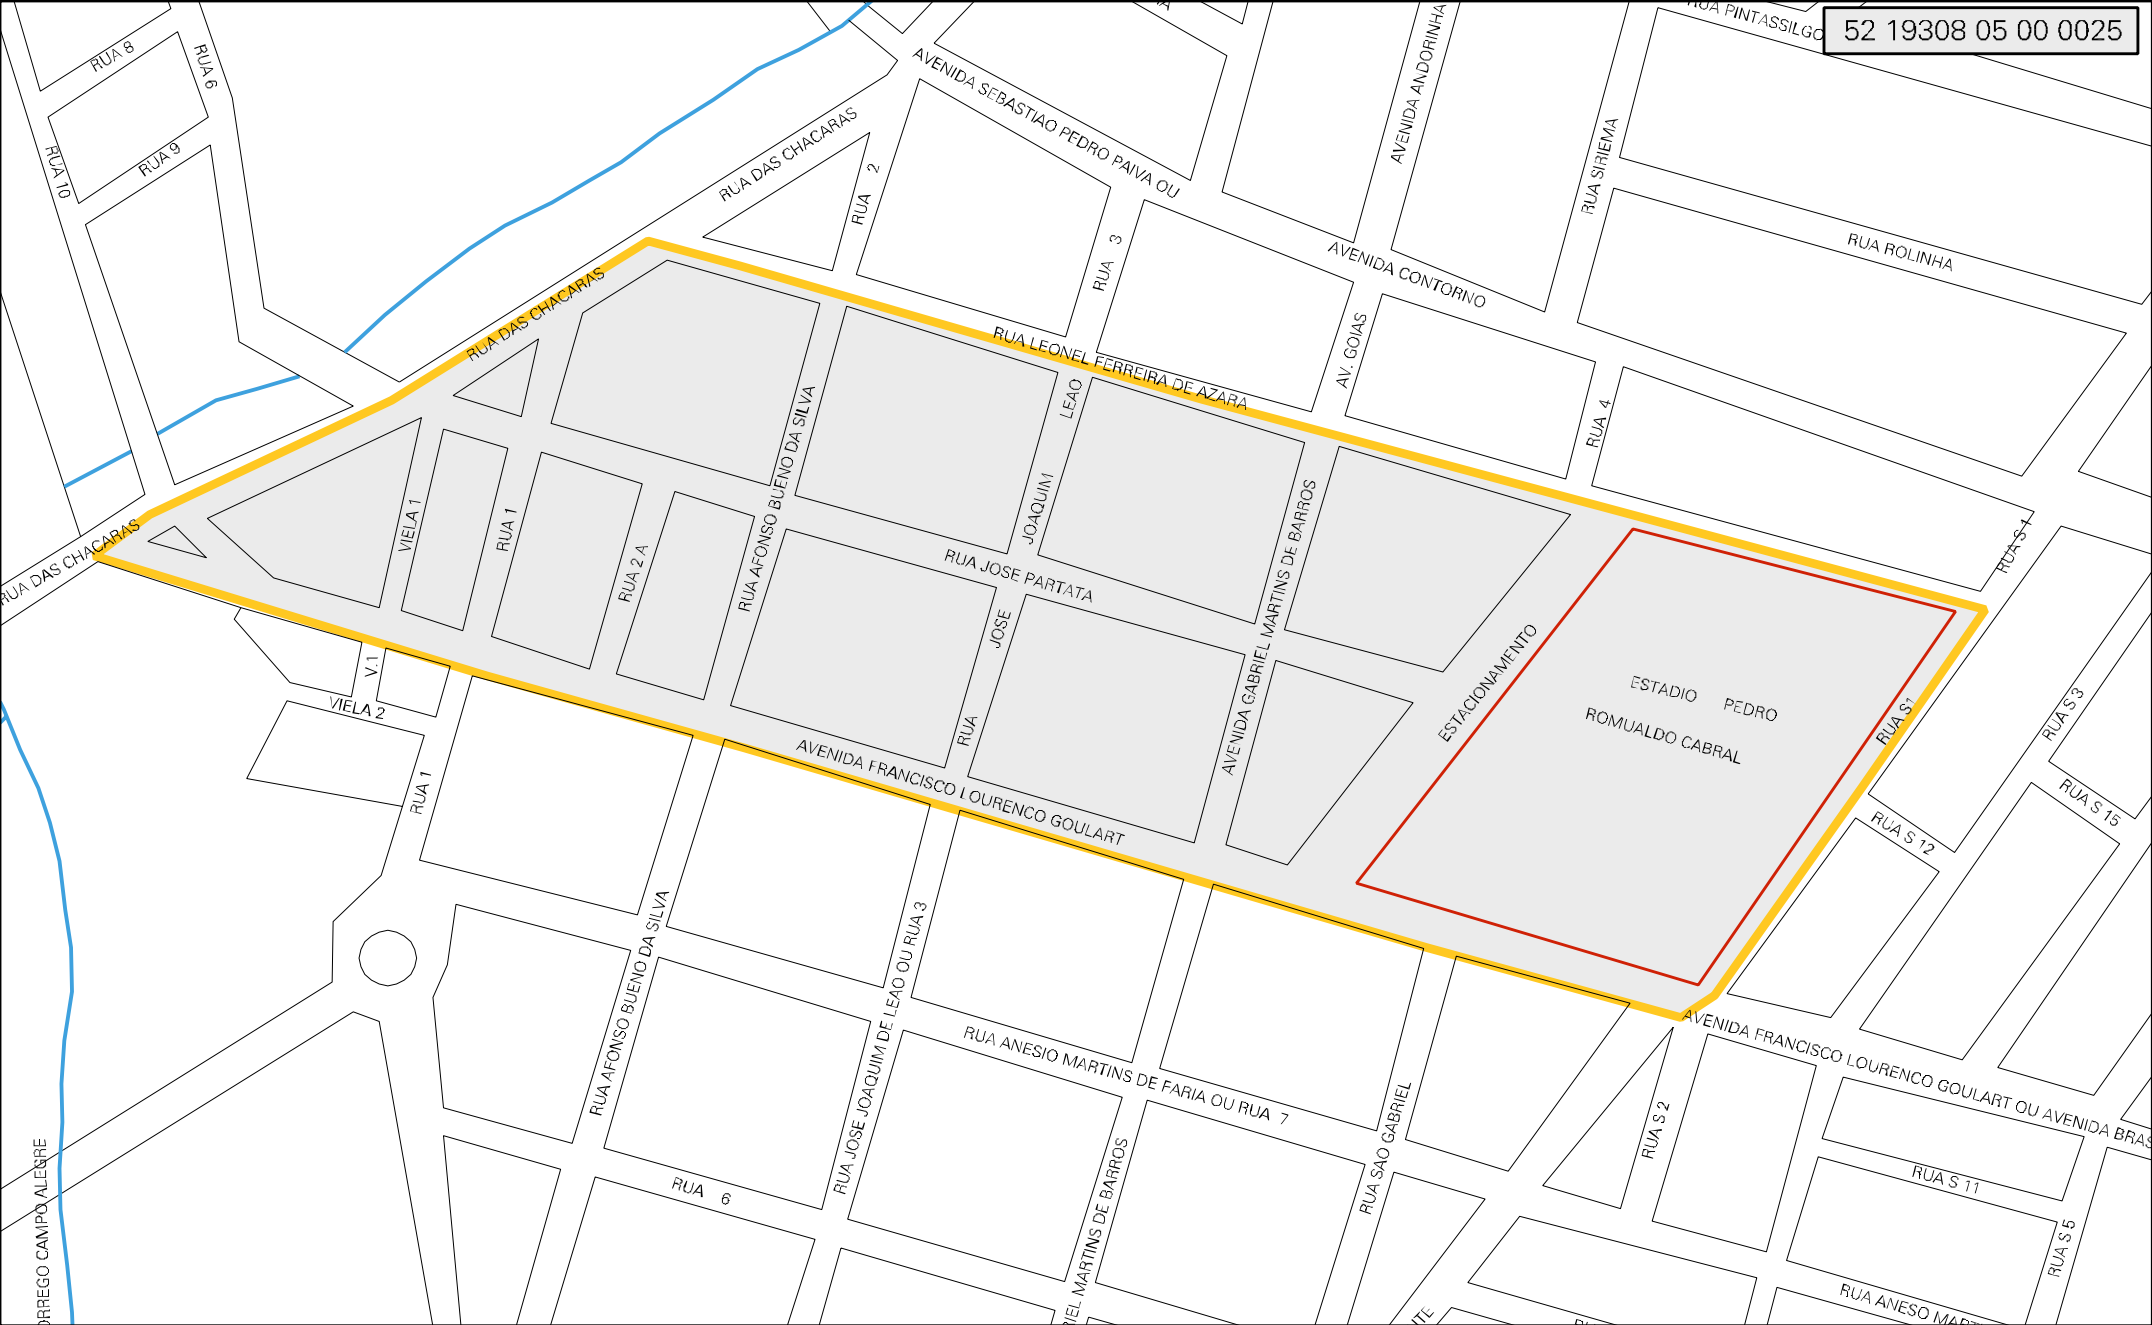 RUA PINTASSILGO
52 19308 05 00 0025
RUA 8
RUA 6
AVENIDA ANDORINHA
AVENIDA SEBASTIAO PEDRO PAIVA OU
RUA DAS CHACARAS
RUA 10
RUA 9
RUA 2
RUA SIRIEMA
RUA 3
AVENIDA CONTORNO
RUA ROLINHA
RUA DAS CHACARAS
RUA LEONEL FERREIRA DE AZARA
AV. GOIAS
RUA 4
RUA AFONSO BUENO DA SILVA
RUA JOSE JOAQUIM LEAO
VIELA 1
RUA 1
RUA 2 A
RUA JOSE PARTATA
AVENIDA GABRIEL MARTINS DE BARROS
RUA S 1
RUA DAS CHACARAS
ESTACIONAMENTO
ESTADIO PEDRO
ROMUALDO CABRAL
RUA S1
RUA S 3
V.1
VIELA 2
RUA 1
AVENIDA FRANCISCO LOURENCO GOULART
RUA S 15
RUA S 12
RUA AFONSO BUENO DA SILVA
RUA JOSE JOAQUIM DE LEAO OU RUA 3
RUA ANESIO MARTINS DE FARIA OU RUA 7
AVENIDA FRANCISCO LOURENCO GOULART OU AVENIDA BRAS
RUA SAO GABRIEL
RUA S 2
RUA S 11
RUA S 5
RUA 6
RIEL MARTINS DE BARROS
ORREGO CAMPO ALEGRE
RUA ANESO MART